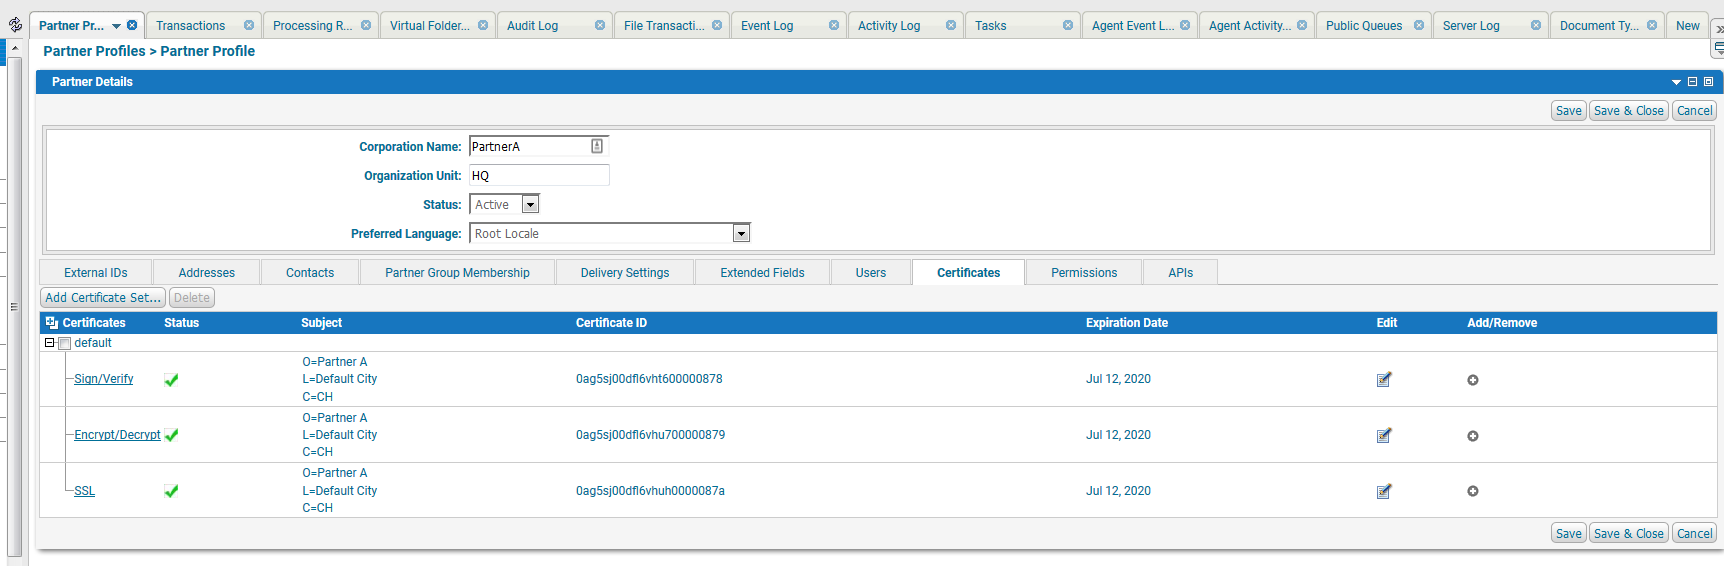 Partner Pr... Transactions Processing R... Virtual Folder... Audit Log File Transacti... Event Log Activity Log Tasks Agent Event L... Agent Activity... Public Queues Server Log Document Ty... New
Partner Profiles > Partner Profile
Partner Details
Save Save & Close Cancel
Corporation Name: PartnerA
Organization Unit: HQ
Status: Active
Preferred Language: Root Locale
External IDs Addresses Contacts Partner Group Membership Delivery Settings Extended Fields Users Certificates Permissions APIs
Add Certificate Set... Delete
Certificates Status Subject Certificate ID Expiration Date Edit Add/Remove
default
O=Partner A
Sign/Verify L=Default City 0ag5sj00dfl6vht600000878 Jul 12, 2020
C=CH
O=Partner A
Encrypt/Decrypt L=Default City 0ag5sj00dfl6vhu700000879 Jul 12, 2020
C=CH
O=Partner A
SSL L=Default City 0ag5sj00dfl6vhuh0000087a Jul 12, 2020
C=CH
Save Save & Close Cancel